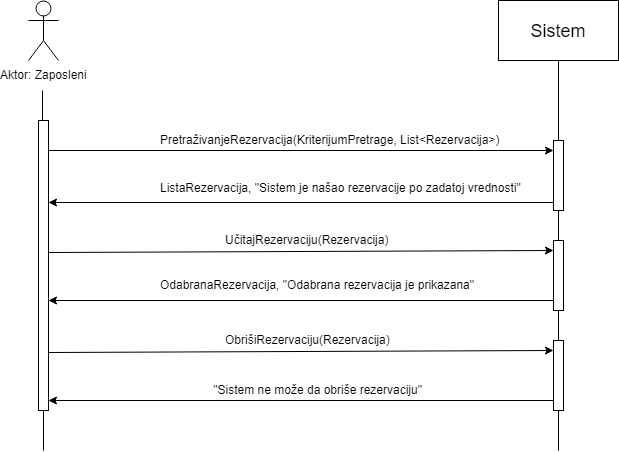 Sistem
Aktor: Zaposleni
PretraživanjeRezervacija(KriterijumPretrage, List<Rezervacija>)
ListaRezervacija, "Sistem je našao rezervacije po zadatoj vrednosti"
UčitajRezervaciju(Rezervacija)
OdabranaRezervacija, "Odabrana rezervacija je prikazana"
ObrišiRezervaciju(Rezervacija)
"Sistem ne može da obriše rezervaciju"